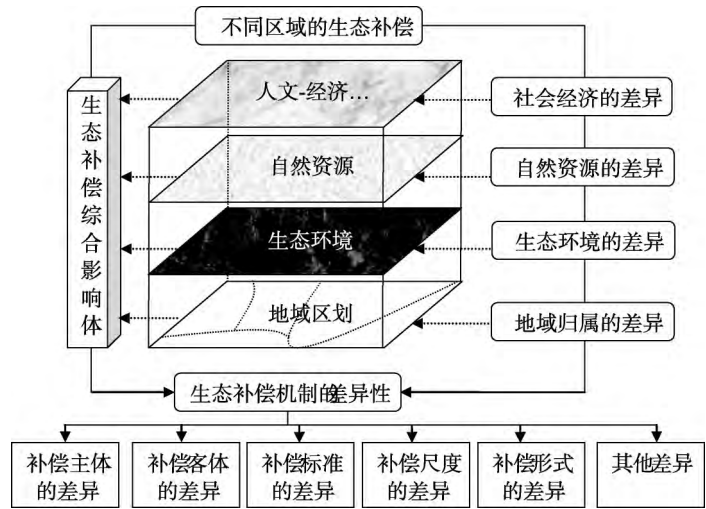 不同区域的生态补偿
生态补偿综合影响体
人文-经济…
社会经济的差异
自然资源
自然资源的差异
生态环境
生态环境的差异
地域区划
地域归属的差异
生态补偿机制的差异性
补偿主体
的差异
补偿客体
的差异
补偿标准
的差异
补偿尺度
的差异
补偿形式
的差异
其他差异